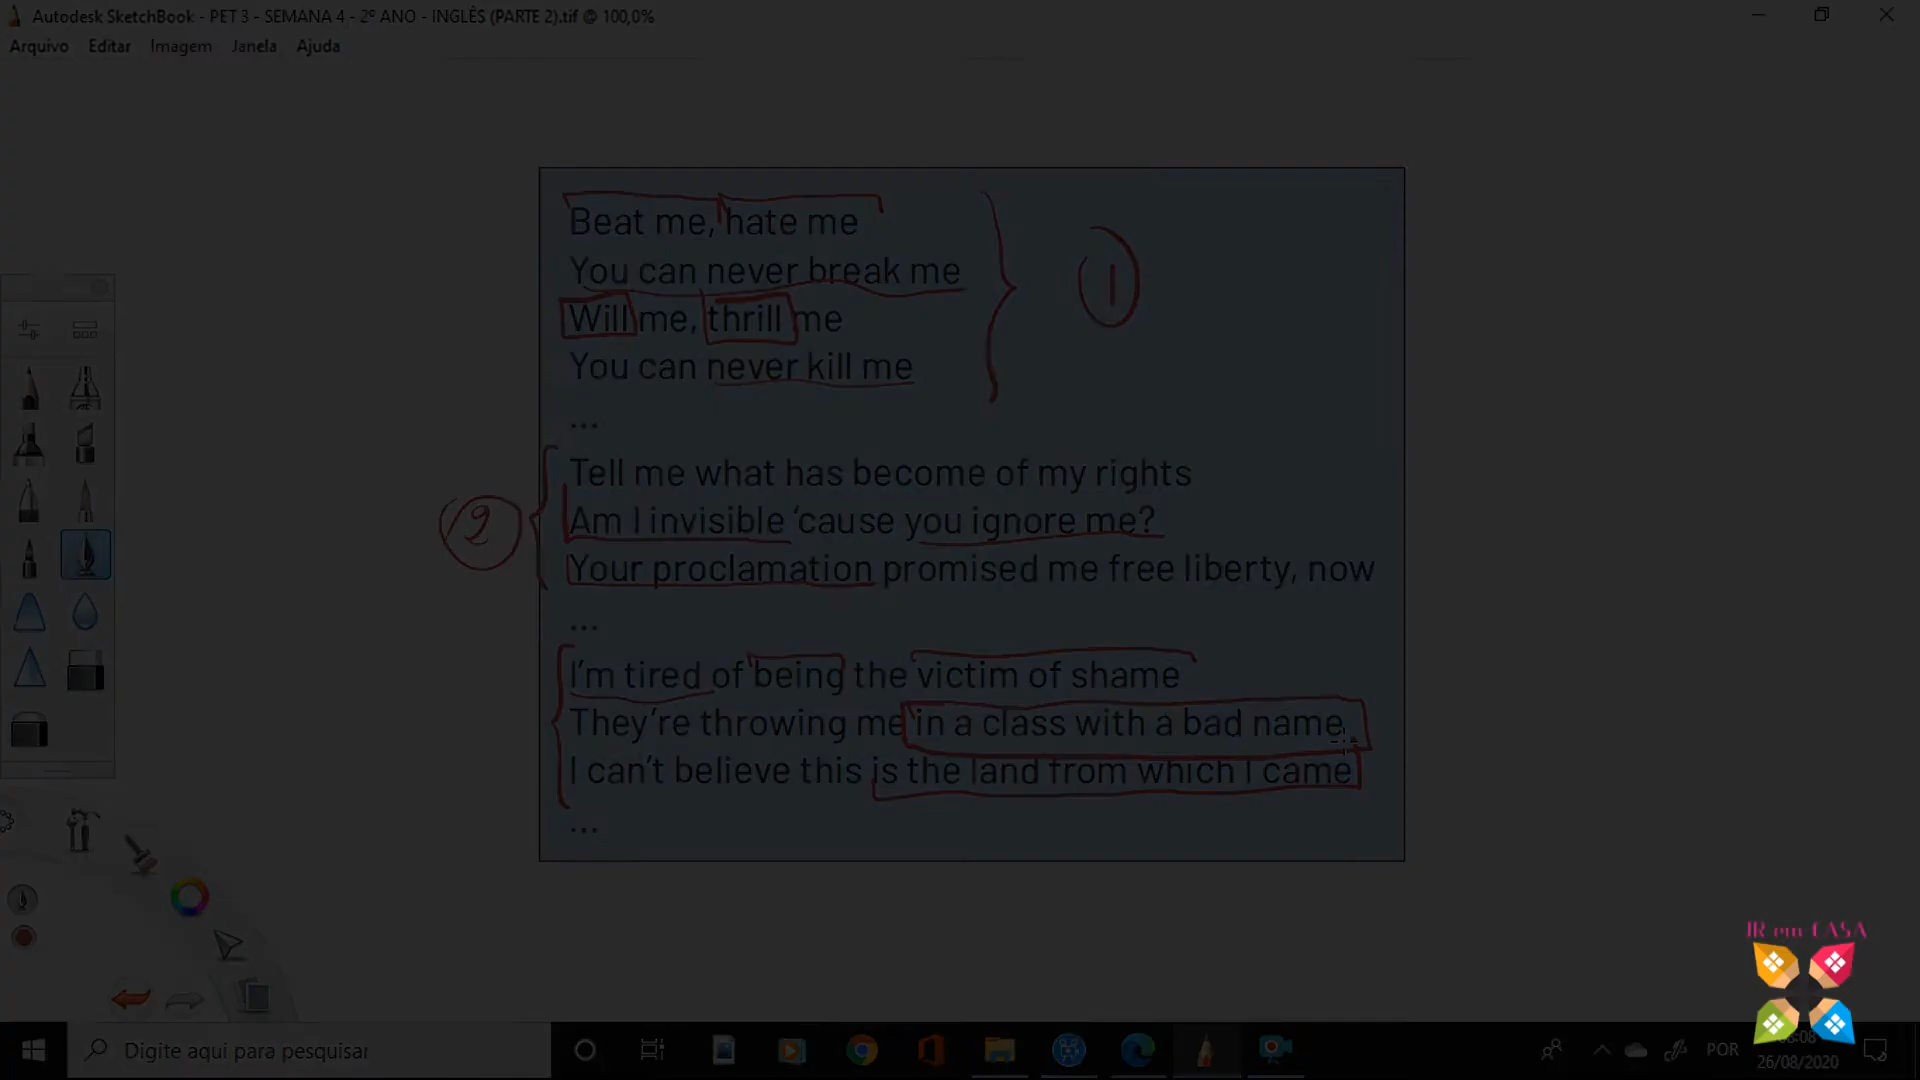 Autodesk SketchBook - PET 3 - SEMANA 4 - 2º ANO - INGLÊS (PARTE 2).tif @ 100,0%
Arquivo Editar Imagem Janela Ajuda
Beat me, hate me
You can never break me
Will me, thrill me
You can never kill me
...
1
Tell me what has become of my rights
Am I invisible ‘cause you ignore me?
Your proclamation promised me free liberty, now
2
...
I’m tired of being the victim of shame
They’re throwing me in a class with a bad name
I can’t believe this is the land from which I came
...
JR em CASA
Digite aqui para pesquisar
POR
26/08/2020